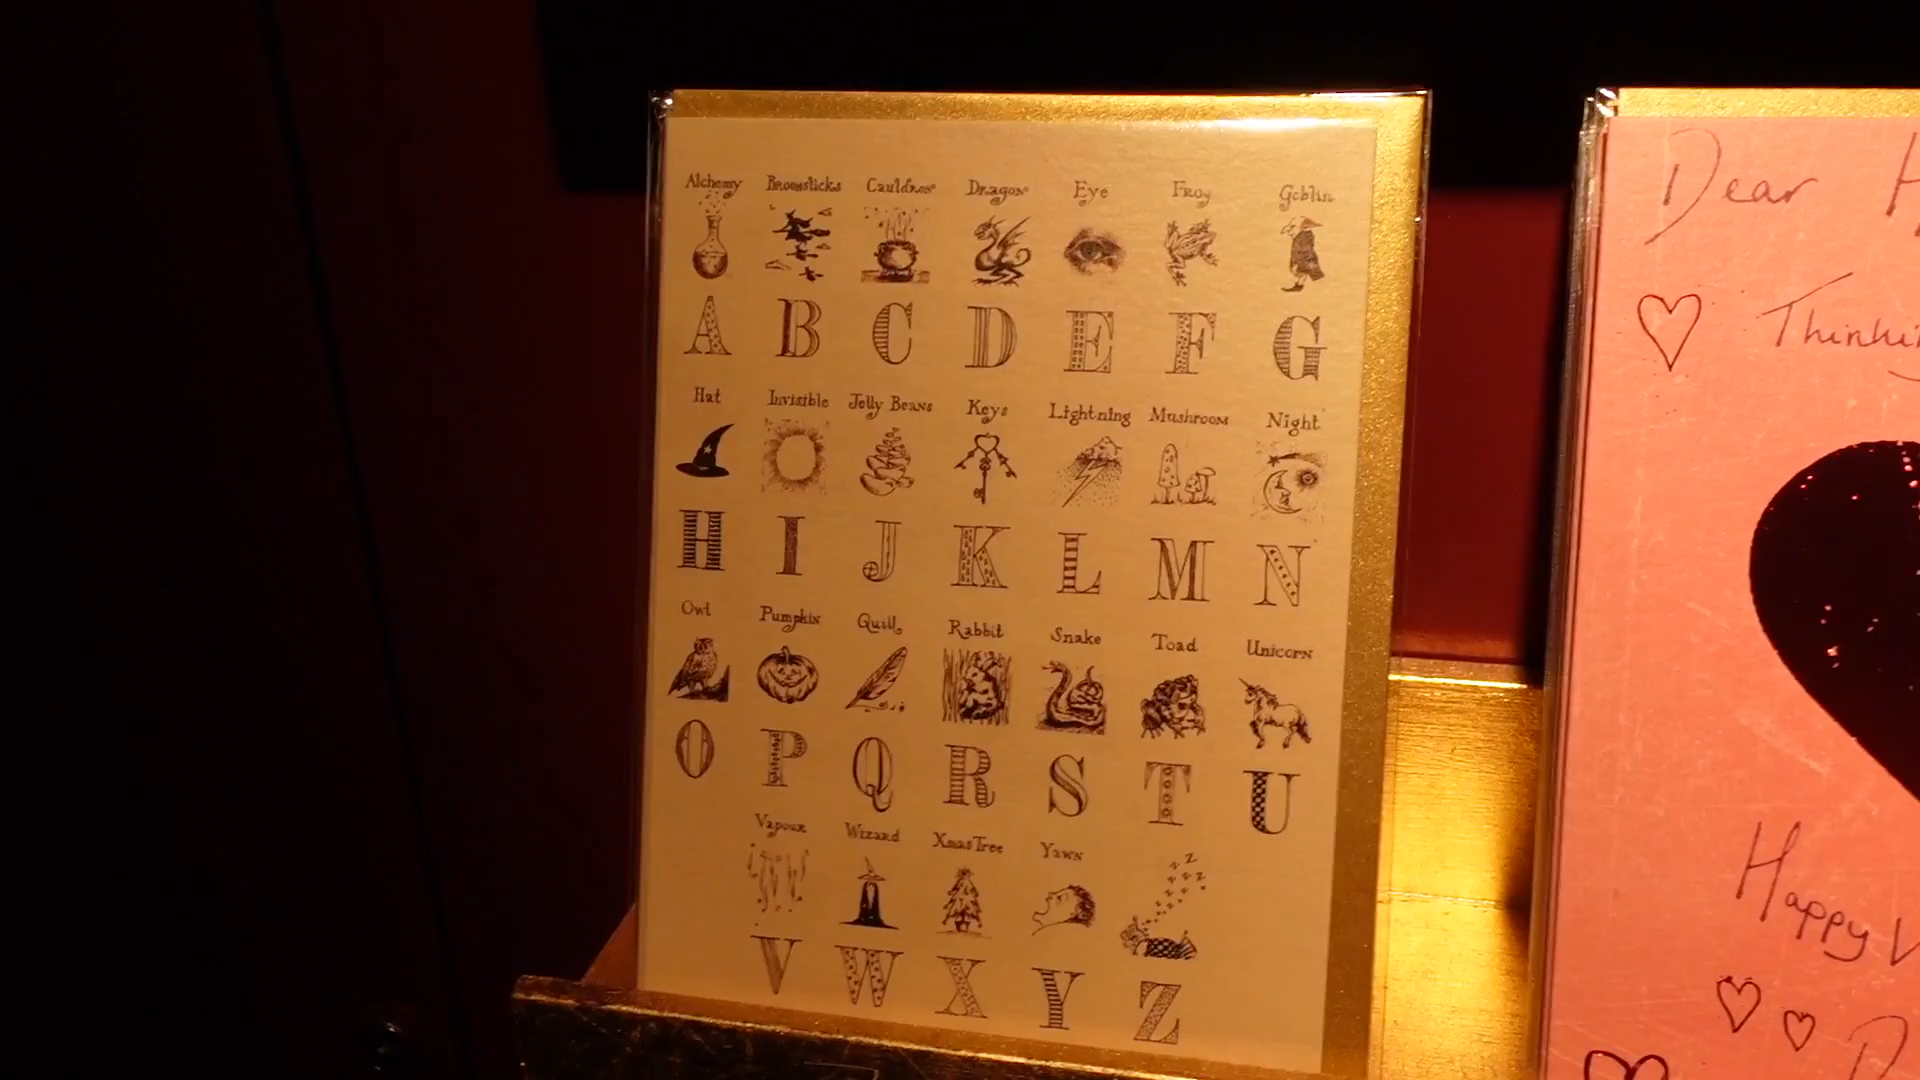 Alchemy Broomsticks Cauldron Dragon Eye Frog Goblin
A B C D E F G
Hat Invisible Jelly Beans Keys Lightning Mushroom Night
H I J K L M N
Owl Pumpkin Quill Rabbit Snake Toad Unicorn
O P Q R S T U
Vapour Wizard Xmas Tree Yawn
z z z z z z z z z
V W X Y Z
Dear H
Thinkin
Happy V
D